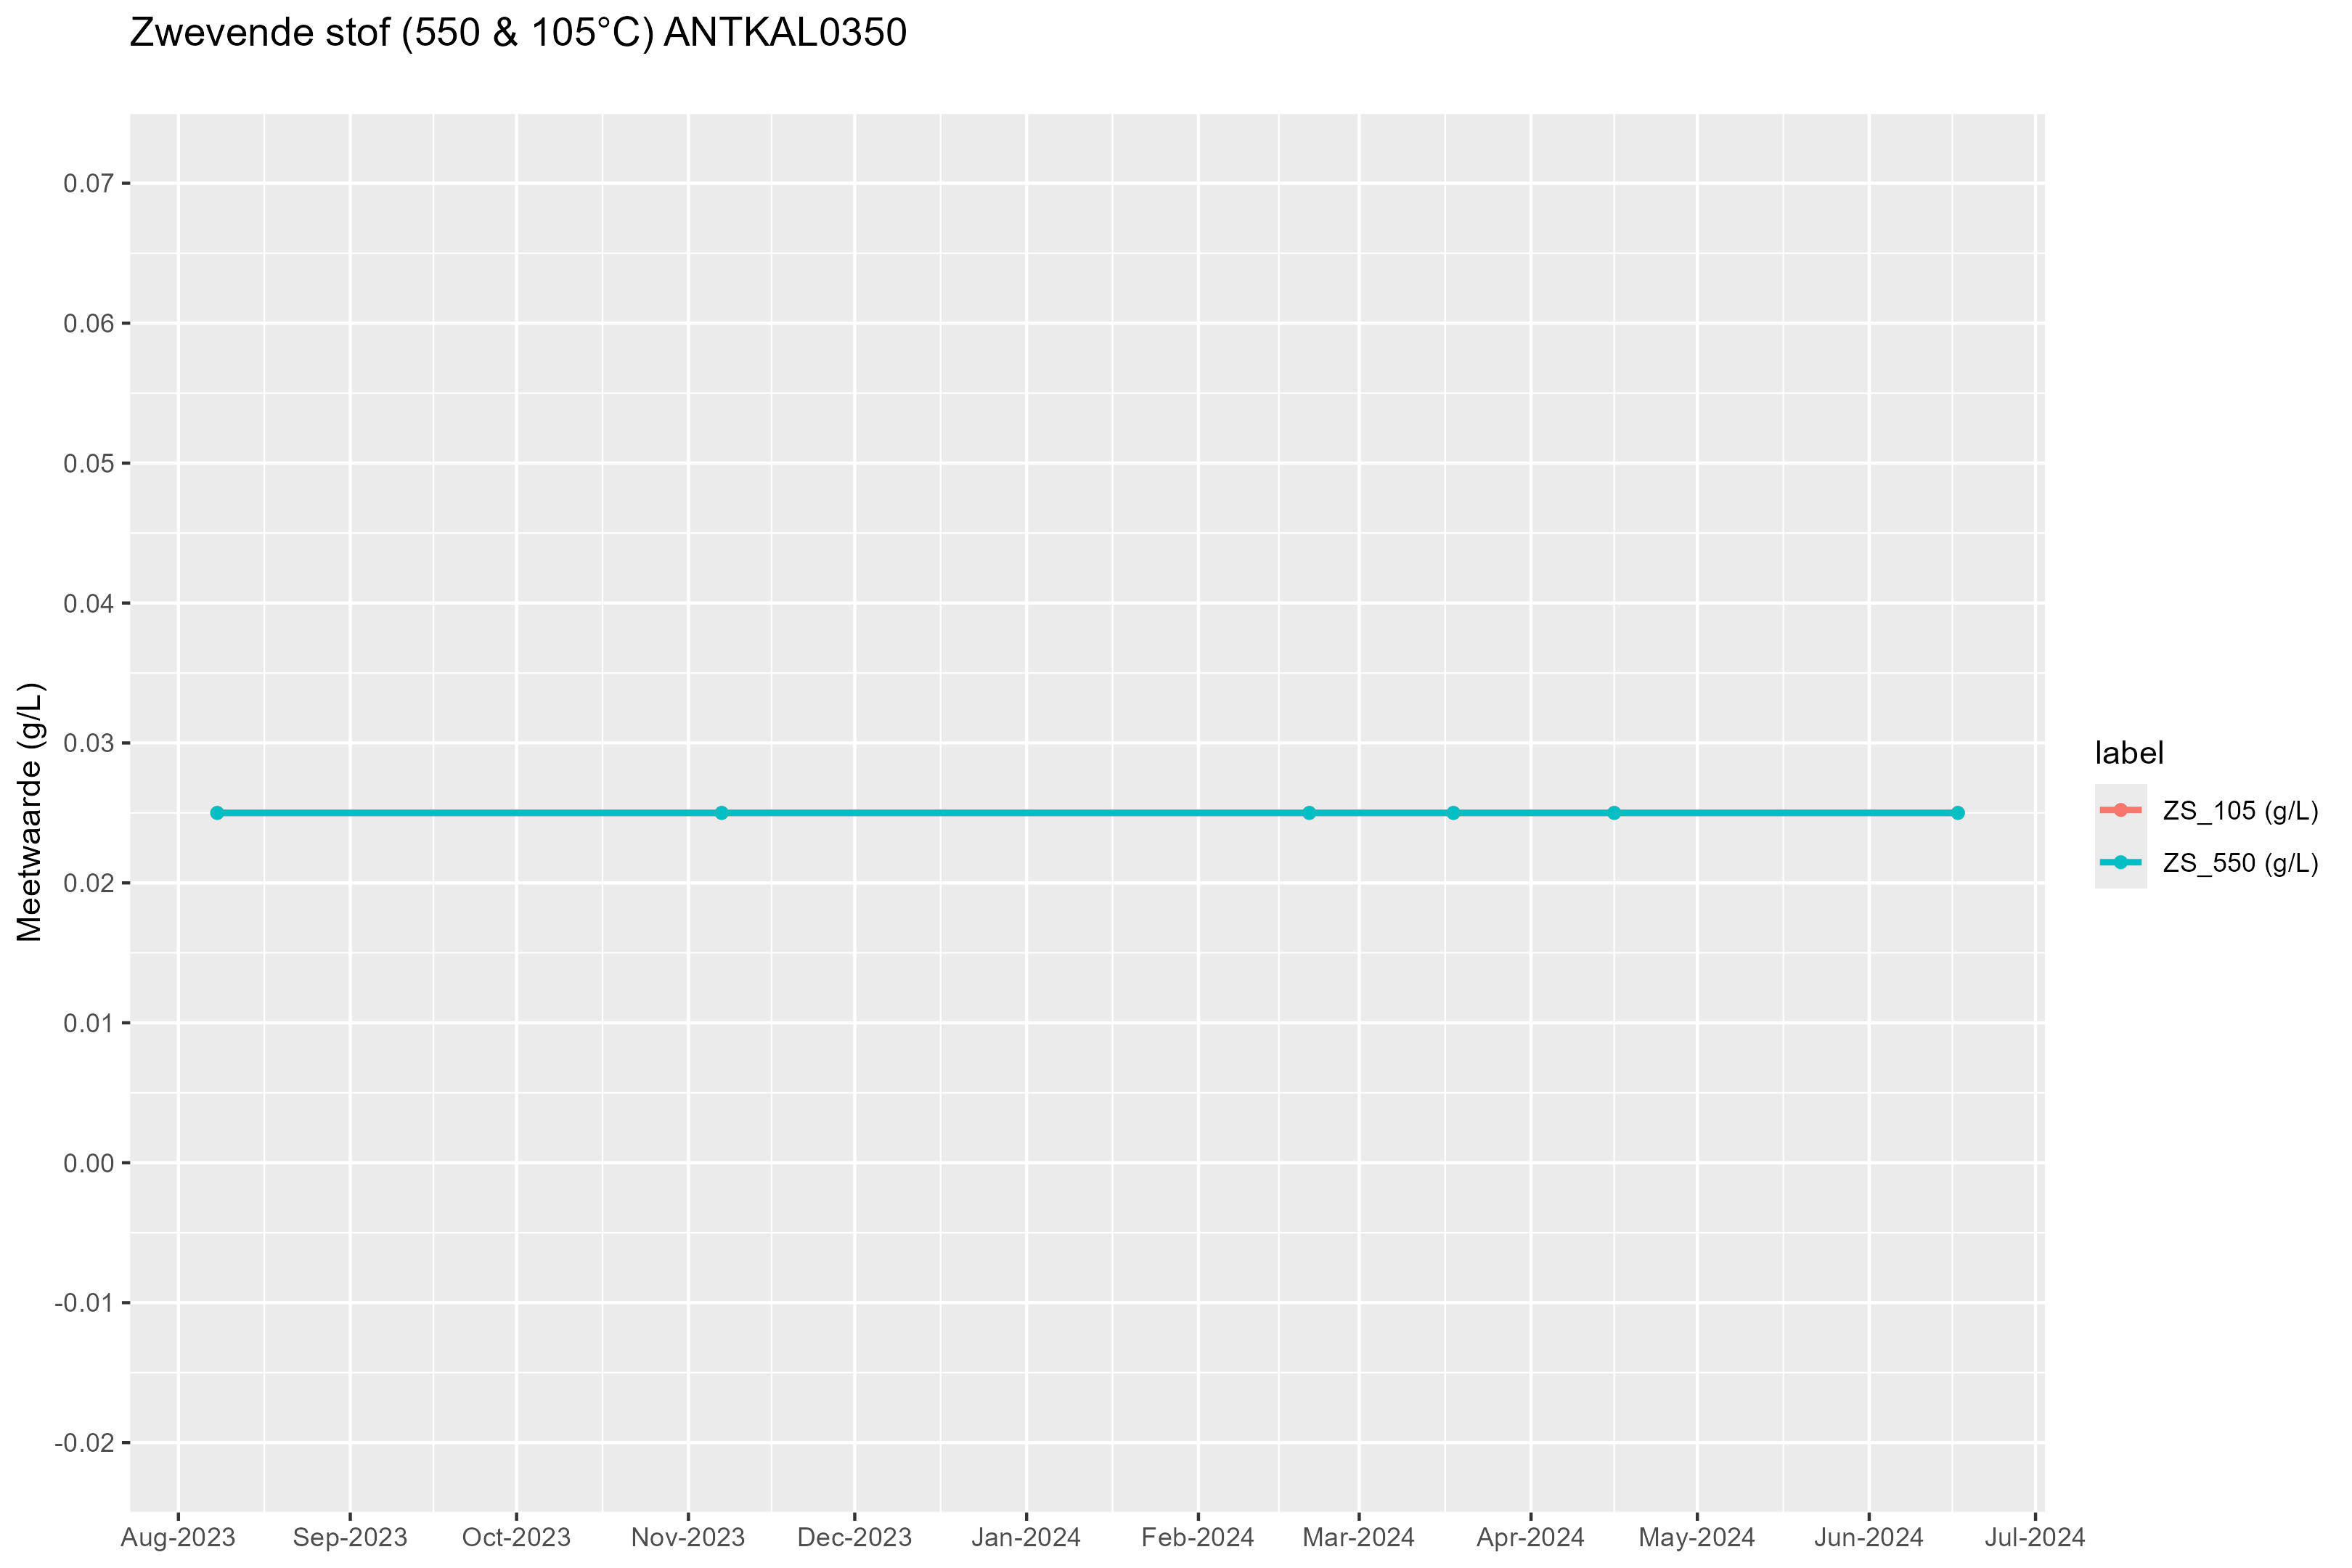 Zwevende stof (550 & 105°C) ANTKAL0350
Meetwaarde (g/L)
0.07
0.06
0.05
0.04
0.03
0.02
0.01
0.00
-0.01
-0.02
Aug-2023 Sep-2023 Oct-2023 Nov-2023 Dec-2023 Jan-2024 Feb-2024 Mar-2024 Apr-2024 May-2024 Jun-2024 Jul-2024
label
ZS_105 (g/L)
ZS_550 (g/L)